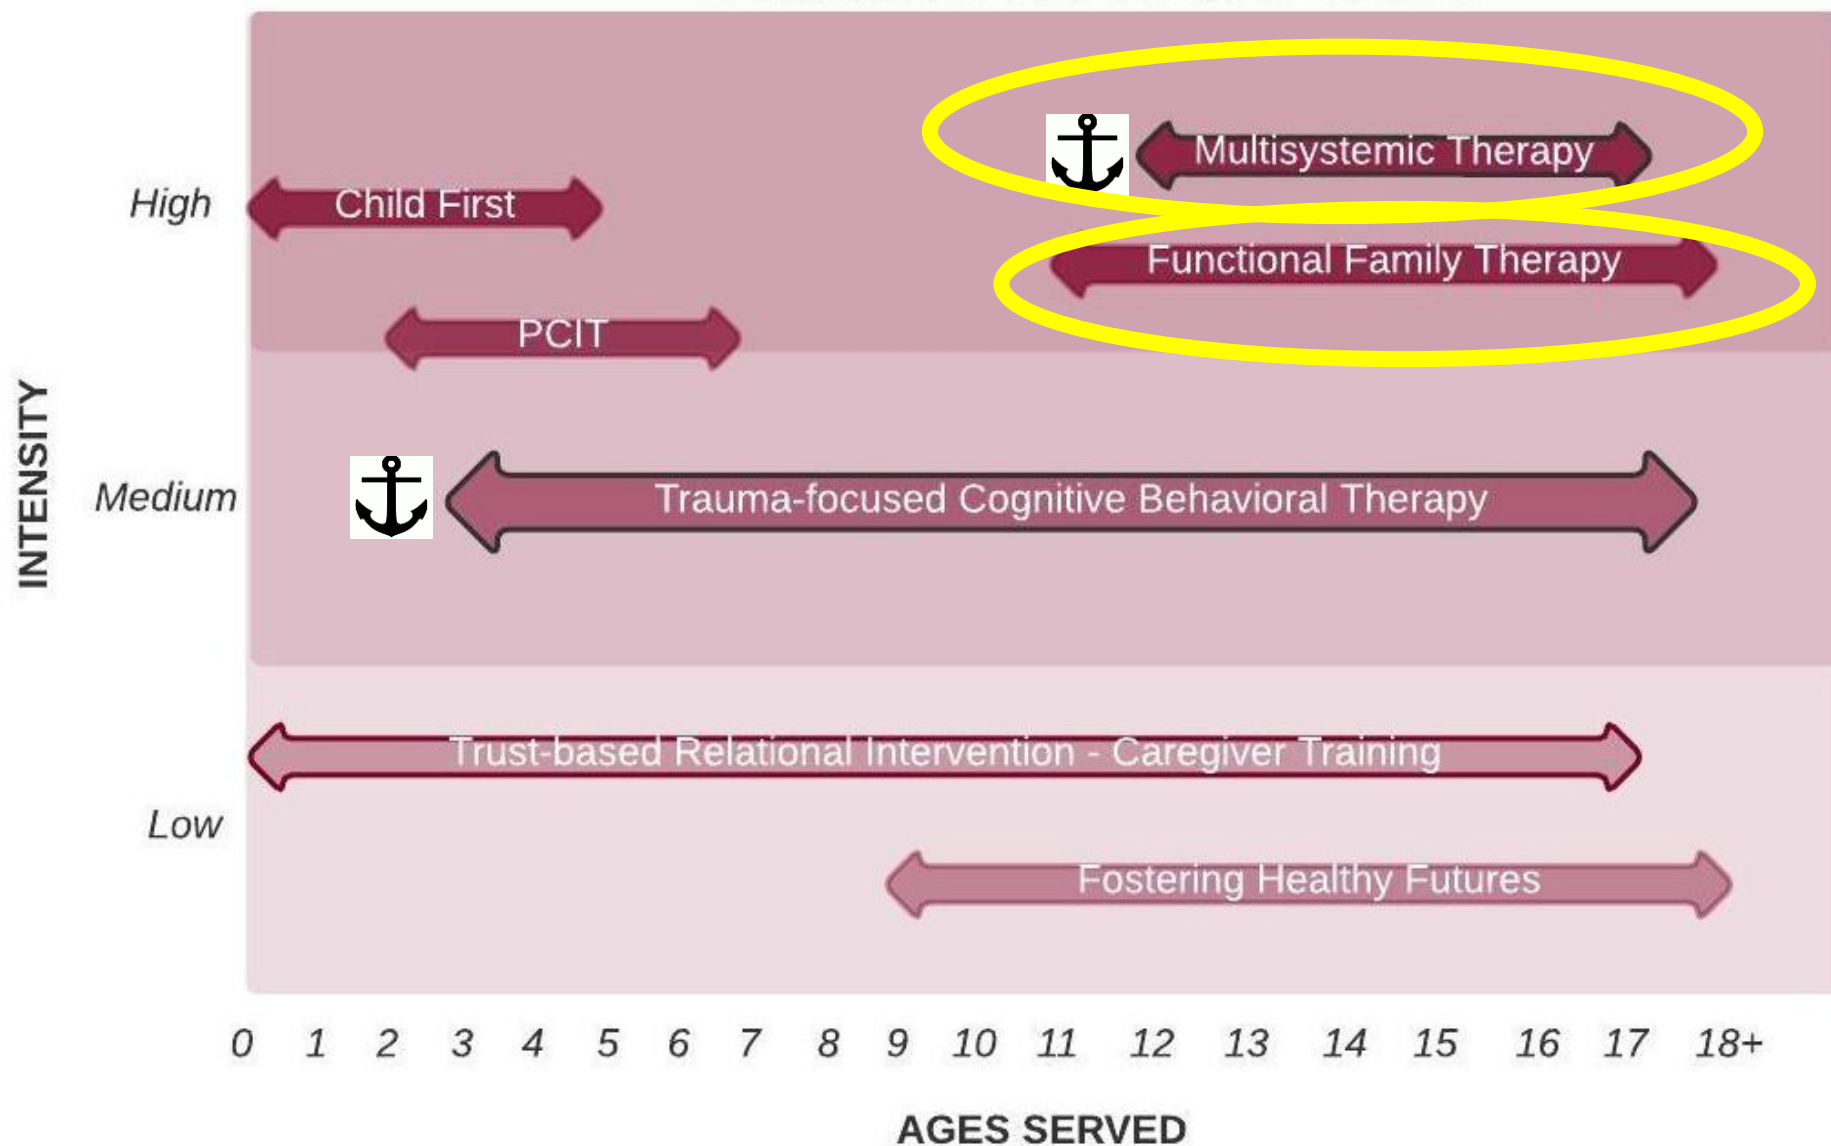 Multisystemic Therapy
High
Child First
Functional Family Therapy
PCIT
INTENSITY
Medium
Trauma-focused Cognitive Behavioral Therapy
Trust-based Relational Intervention - Caregiver Training
Low
Fostering Healthy Futures
0 1 2 3 4 5 6 7 8 9 10 11 12 13 14 15 16 17 18+
AGES SERVED